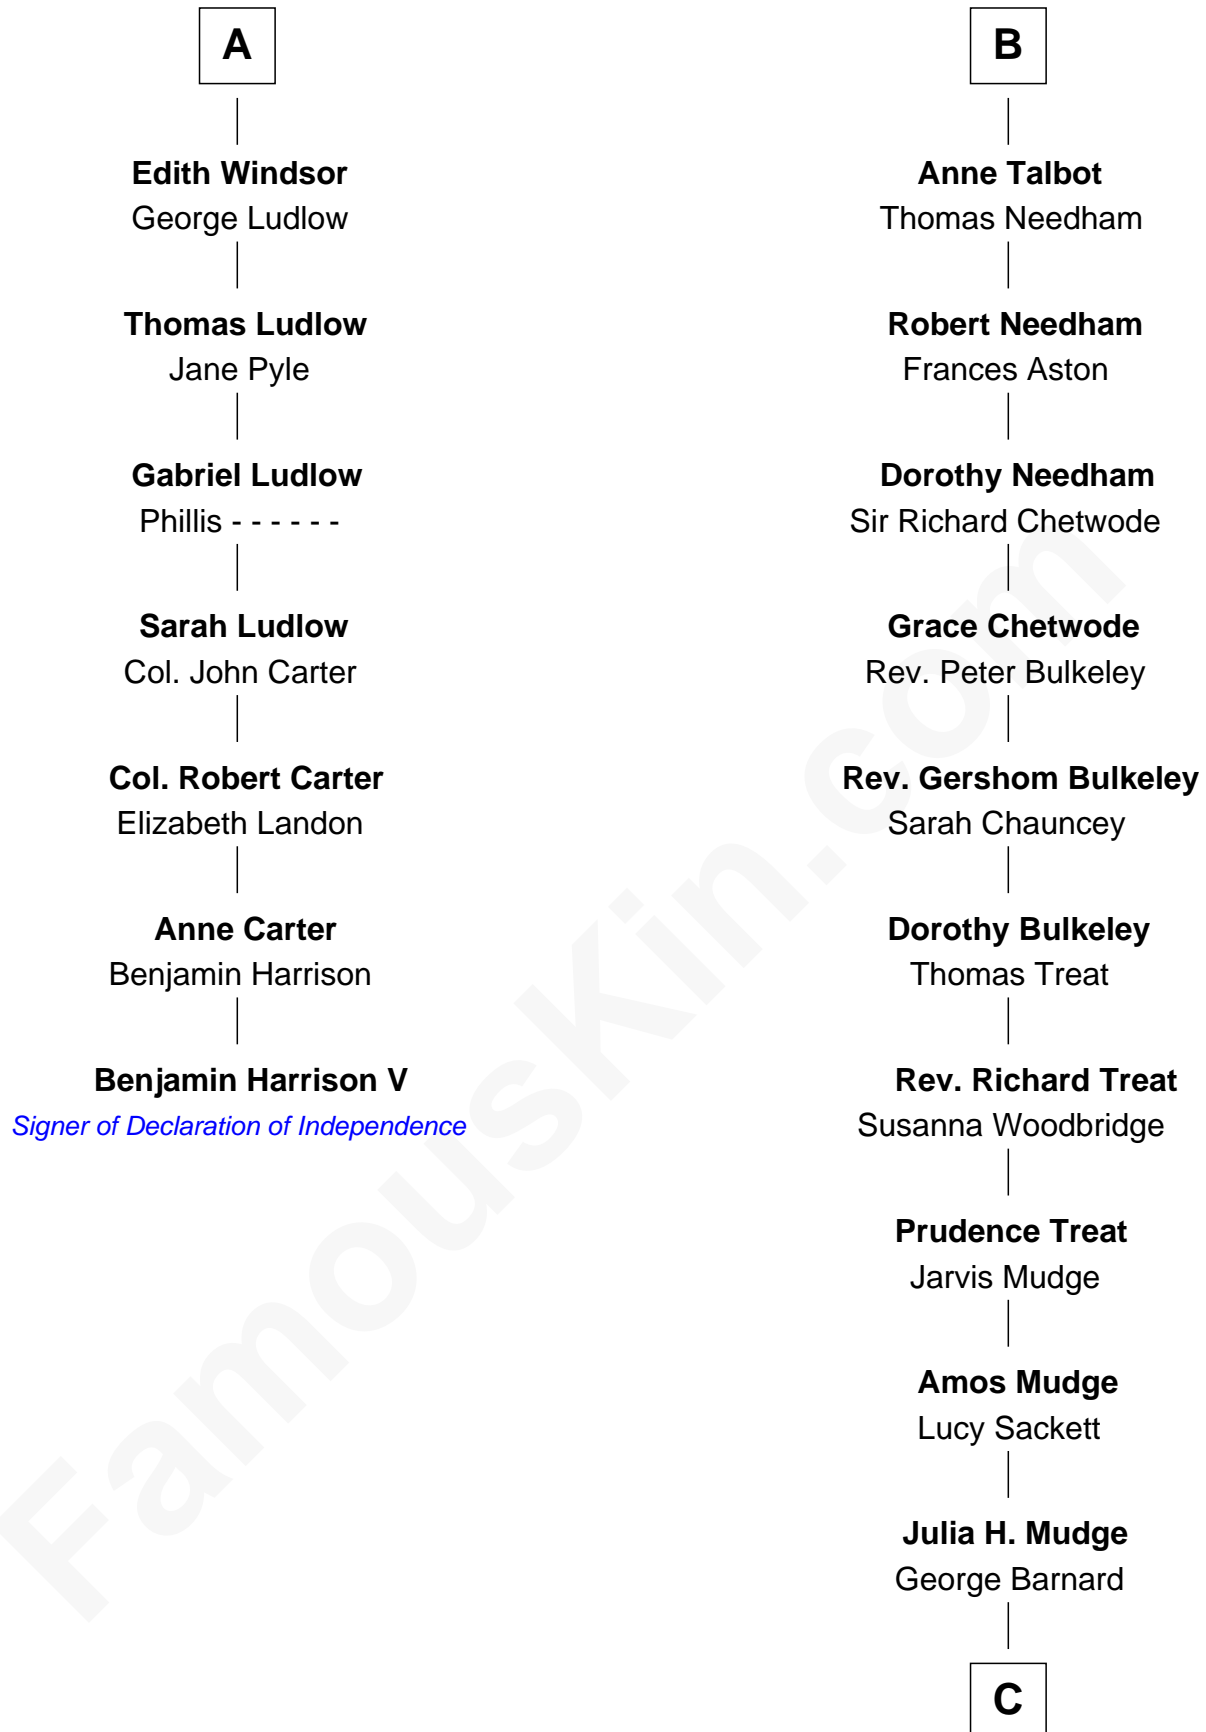 A
Edith Windsor
George Ludlow
Thomas Ludlow
Jane Pyle
Gabriel Ludlow
Phillis - - - - - -
Sarah Ludlow
Col. John Carter
Col. Robert Carter
Elizabeth Landon
Anne Carter
Benjamin Harrison
Benjamin Harrison V
Signer of Declaration of Independence
B
Anne Talbot
Thomas Needham
Robert Needham
Frances Aston
Dorothy Needham
Sir Richard Chetwode
Grace Chetwode
Rev. Peter Bulkeley
Rev. Gershom Bulkeley
Sarah Chauncey
Dorothy Bulkeley
Thomas Treat
Rev. Richard Treat
Susanna Woodbridge
Prudence Treat
Jarvis Mudge
Amos Mudge
Lucy Sackett
Julia H. Mudge
George Barnard
C
FamousKin.com